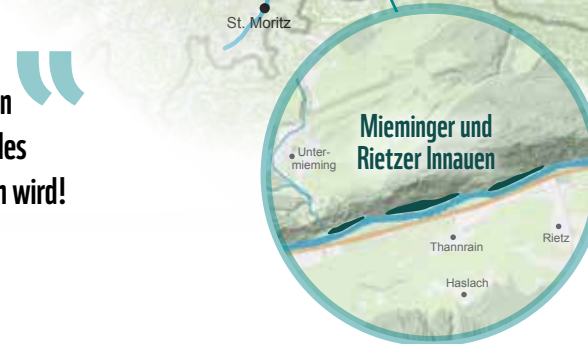 St. Moritz
n
les
n wird!
Mieminger und
Rietzer Innauen
Unter-
mieming
Thannrain
Rietz
Haslach